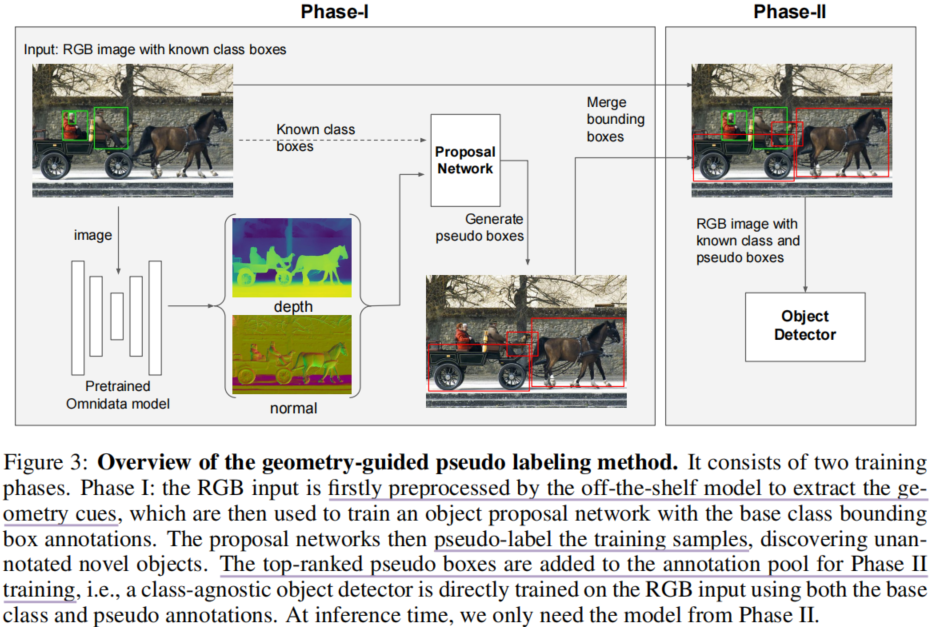 Phase-I
Phase-II
Input: RGB image with known class boxes
Known class
boxes
Merge
bounding
boxes
Proposal
Network
image
Generate
pseudo boxes
RGB image with
known class and
pseudo boxes
depth
Object
Detector
Pretrained
Omnidata model
normal
Figure 3: Overview of the geometry-guided pseudo labeling method. It consists of two training
phases. Phase I: the RGB input is firstly preprocessed by the off-the-shelf model to extract the ge-
ometry cues, which are then used to train an object proposal network with the base class bounding
box annotations. The proposal networks then pseudo-label the training samples, discovering unan-
notated novel objects. The top-ranked pseudo boxes are added to the annotation pool for Phase II
training, i.e., a class-agnostic object detector is directly trained on the RGB input using both the base
class and pseudo annotations. At inference time, we only need the model from Phase II.